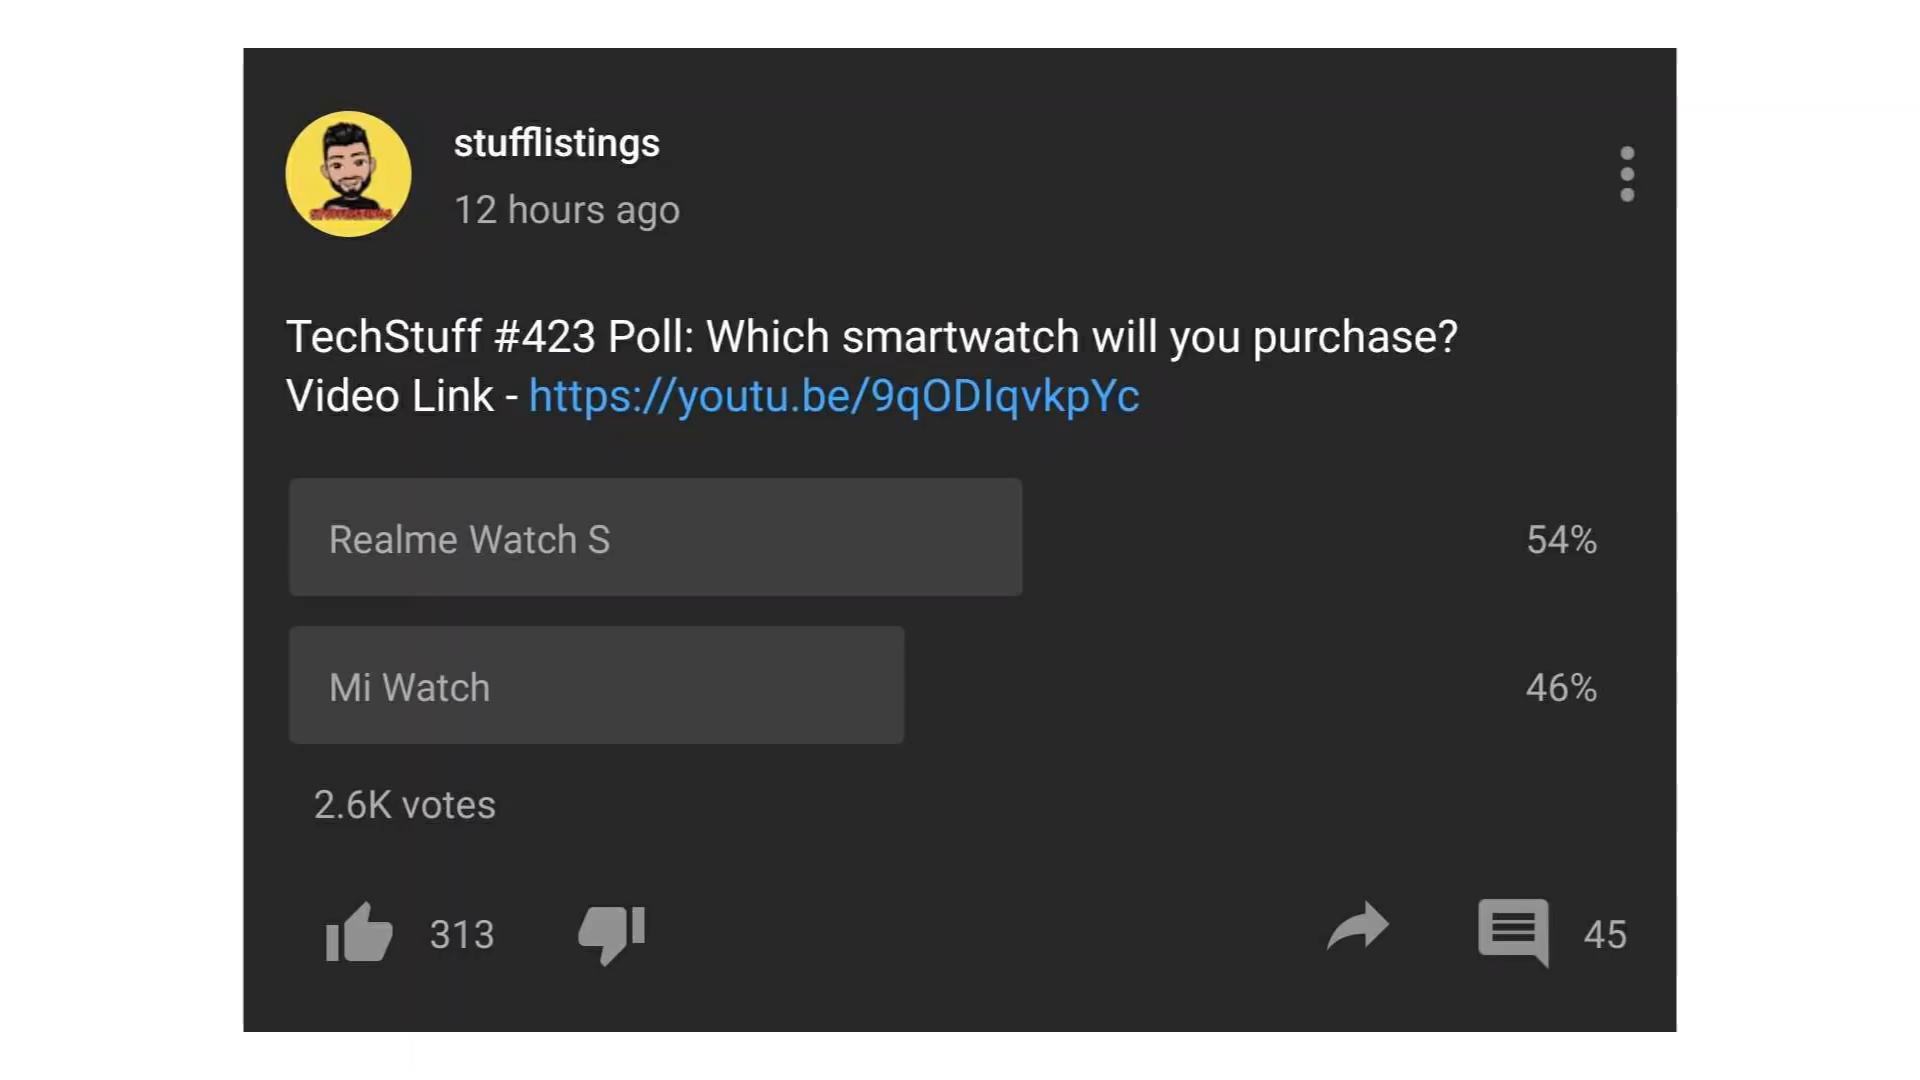 stufflistings
12 hours ago
STUFFLISTINGS
TechStuff #423 Poll: Which smartwatch will you purchase?
Video Link - https://youtu.be/9qODIqvkpYc
Realme Watch S
54%
Mi Watch
46%
2.6K votes
313
45